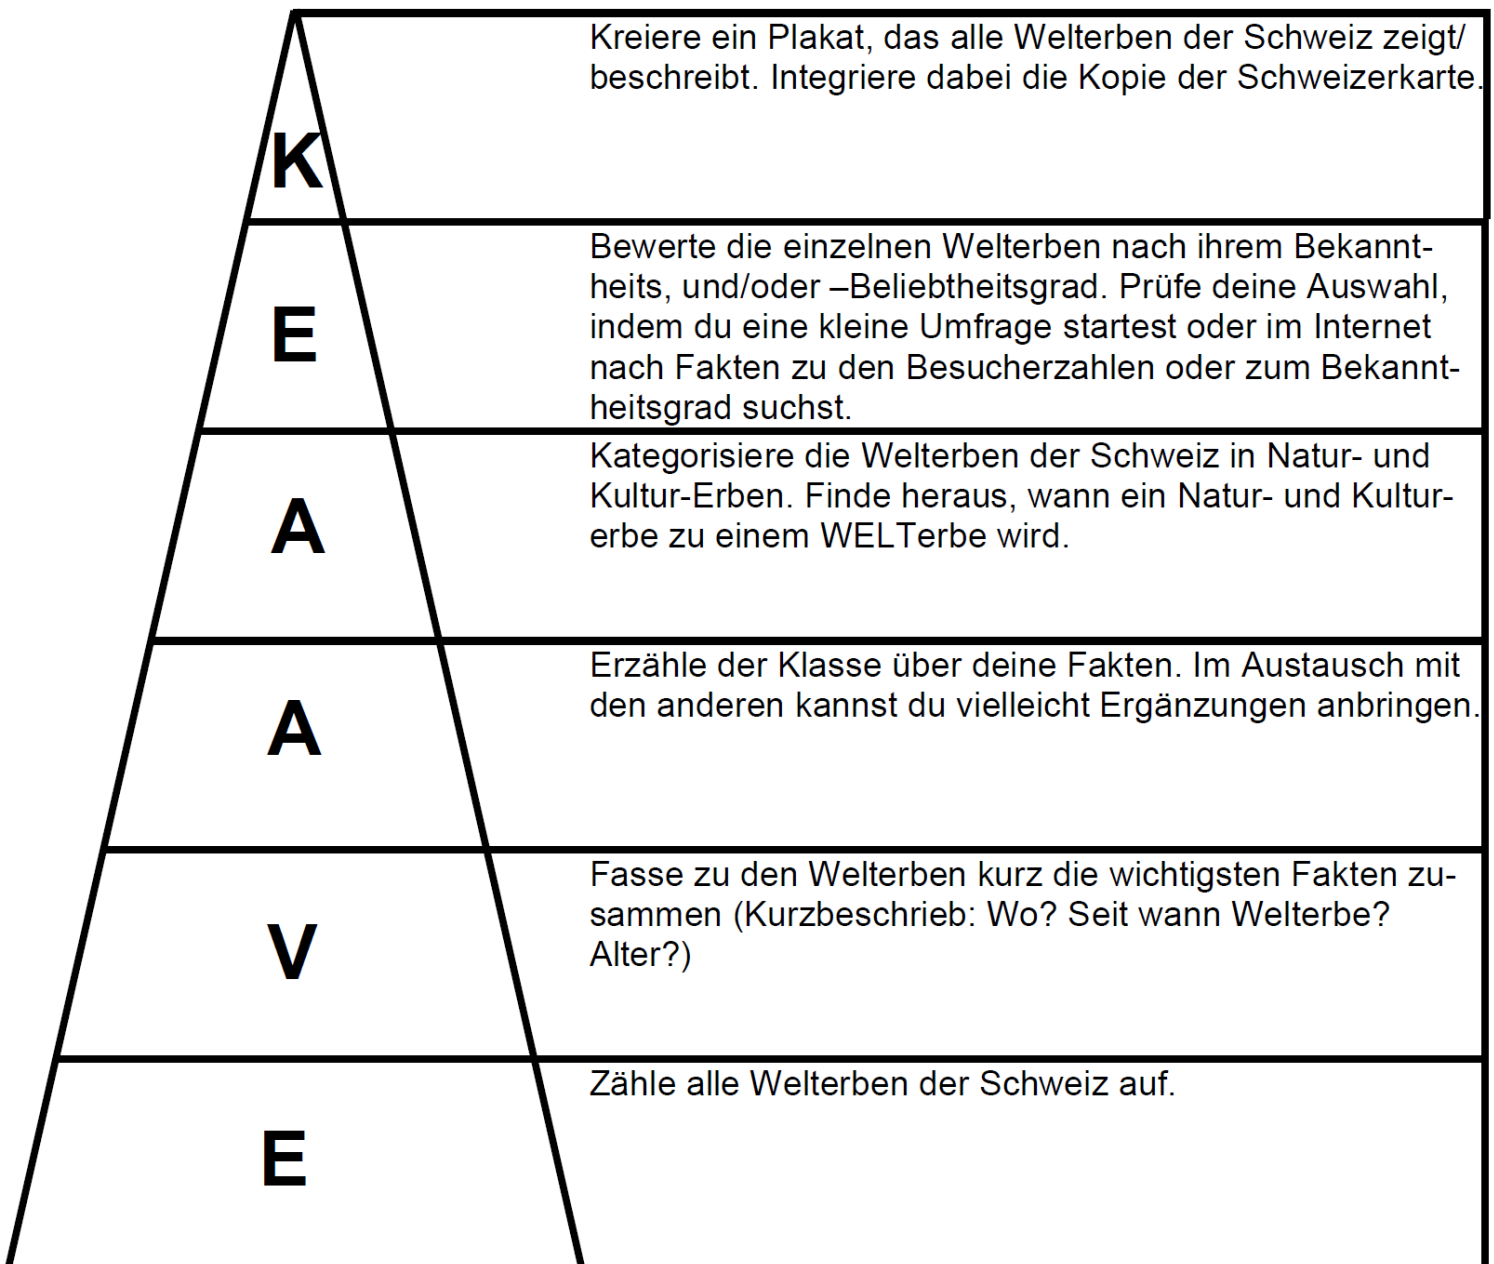 Kreiere ein Plakat, das alle Welterben der Schweiz zeigt/
beschreibt. Integriere dabei die Kopie der Schweizerkarte.
K
Bewerte die einzelnen Welterben nach ihrem Bekannt-
heits, und/oder –Beliebtheitsgrad. Prüfe deine Auswahl,
indem du eine kleine Umfrage startest oder im Internet
nach Fakten zu den Besucherzahlen oder zum Bekannt-
heitsgrad suchst.
E
Kategorisiere die Welterben der Schweiz in Natur- und
Kultur-Erben. Finde heraus, wann ein Natur- und Kultur-
erbe zu einem WELTerbe wird.
A
Erzähle der Klasse über deine Fakten. Im Austausch mit
den anderen kannst du vielleicht Ergänzungen anbringen.
A
Fasse zu den Welterben kurz die wichtigsten Fakten zu-
sammen (Kurzbeschrieb: Wo? Seit wann Welterbe?
Alter?)
V
Zähle alle Welterben der Schweiz auf.
E